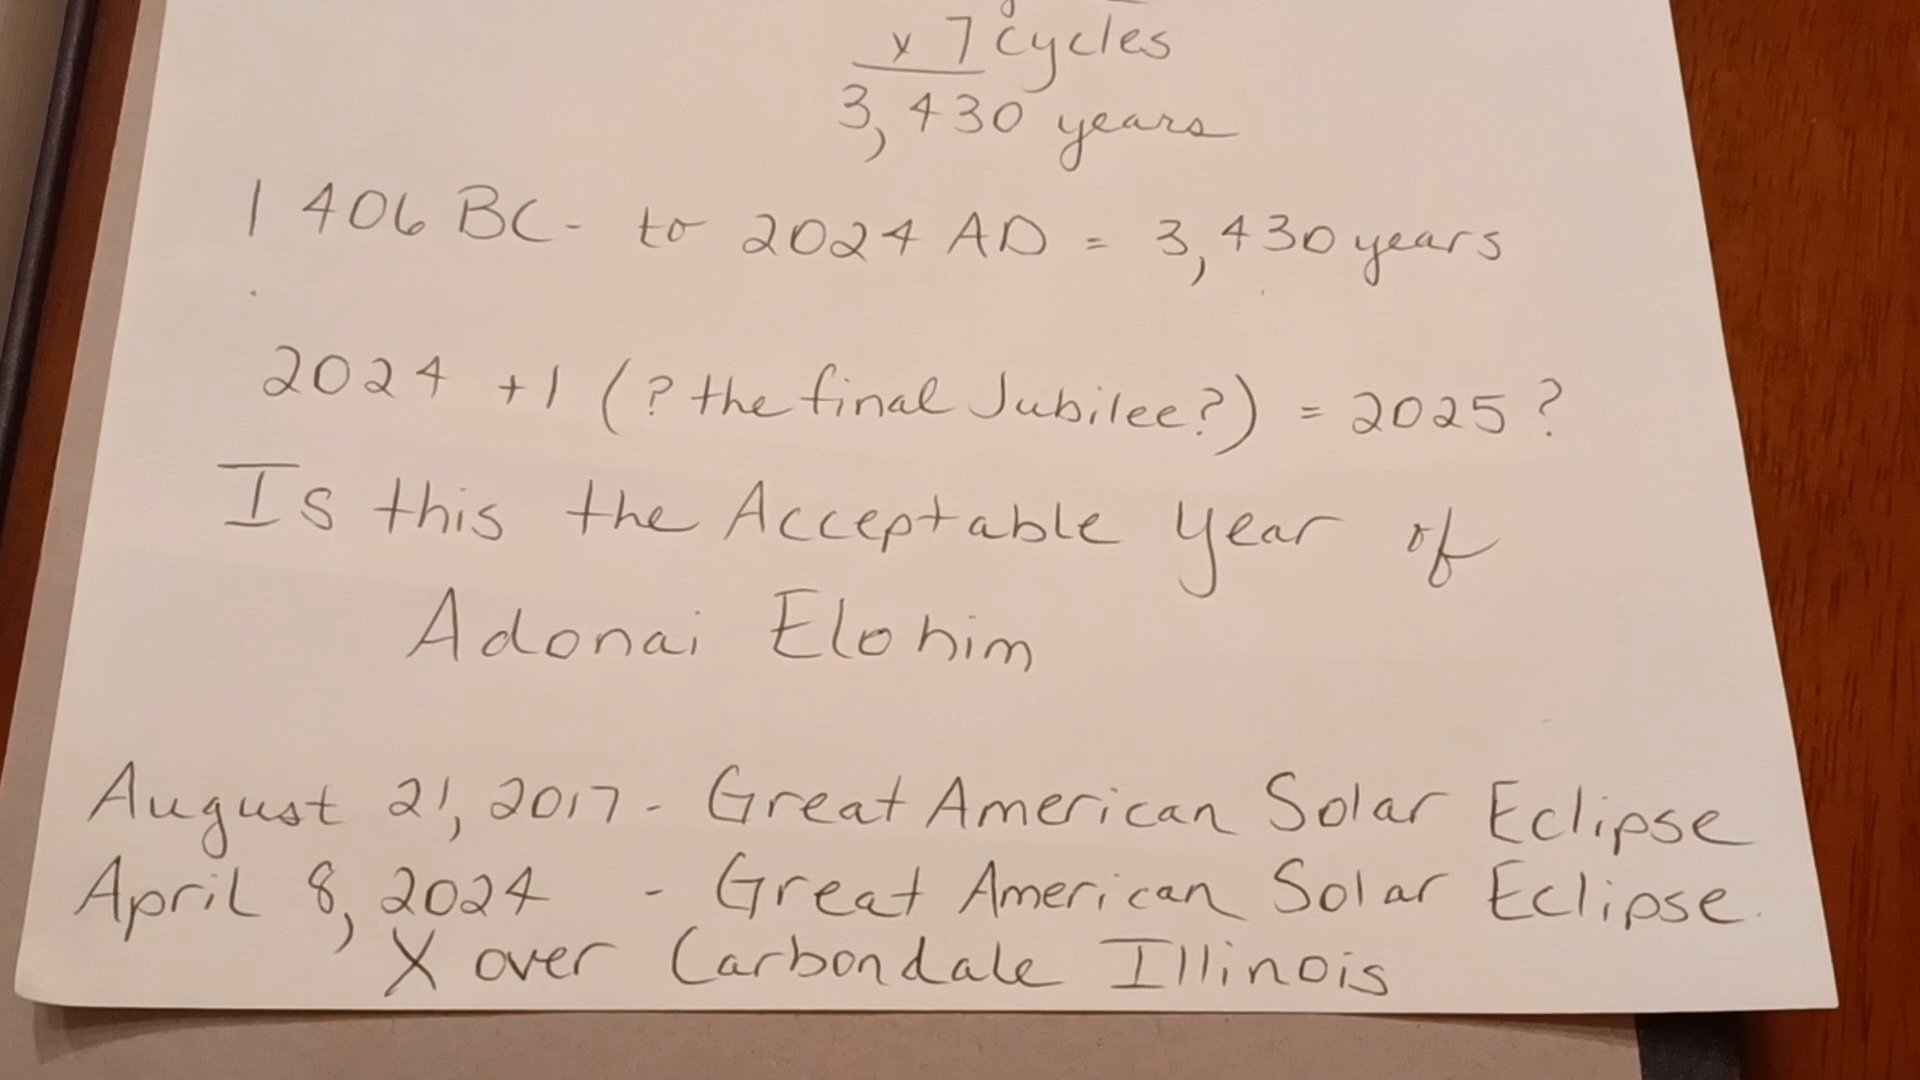 x 7 cycles
3,430 years
1406 BC - to 2024 AD = 3,430 years
2024 +1 (? the final Jubilee?) = 2025?
Is this the Acceptable Year of
Adonai Elohim
August 21, 2017 - Great American Solar Eclipse
April 8, 2024 - Great American Solar Eclipse
X over Carbondale Illinois